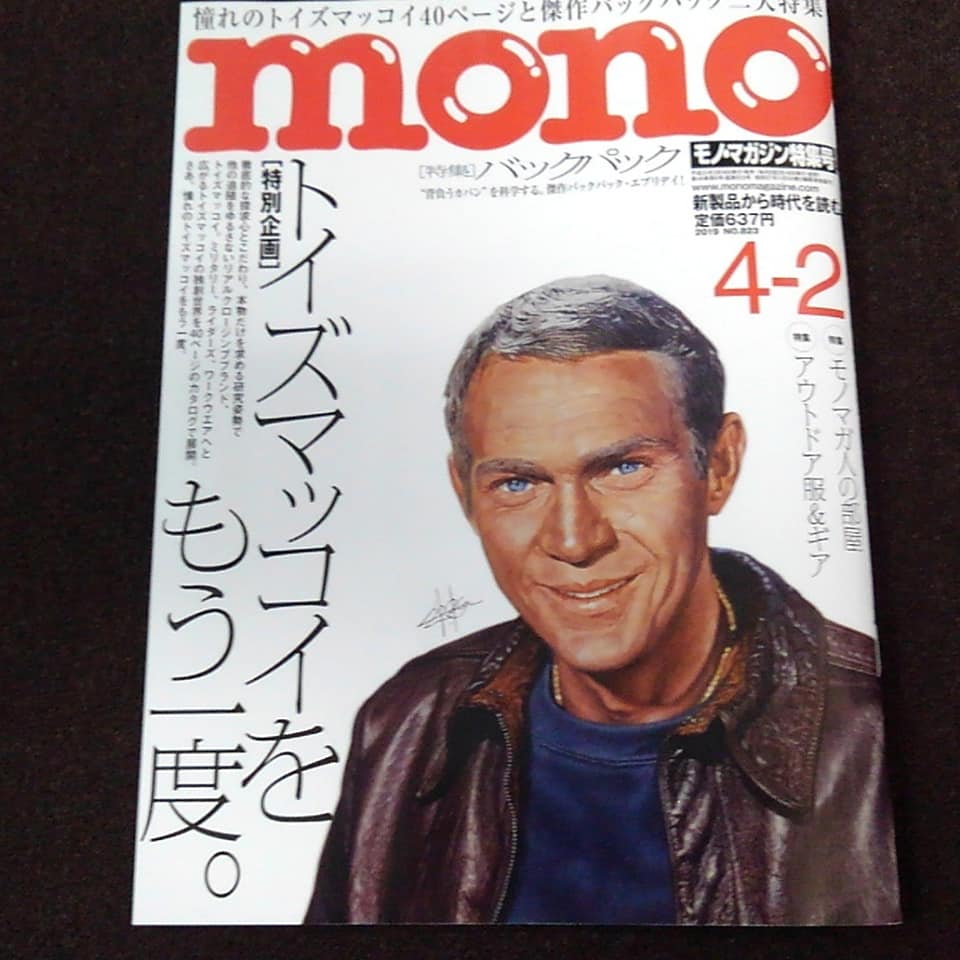 憧れのトイズマッコイ40ページと傑作バックパック二大特集
mono
モノ・マガジン特集号
www.monomagazine.com
新製品から時代を読む
定価637円
2019 NO.823
4-2
[特集]バックパック
“背負うカバン”を科学する。傑作バックパック・エブリデイ!
特集 モノマガ人の部屋
特集 アウトドア服&ギア
[特別企画]
トイズマッコイを
もう一度。
徹底的な探求心とこだわり。本物だけを求める研究姿勢で
他の追随をゆるさないリアルクロージングブランド、
トイズマッコイ。ミリタリー、ライダーズ、ワークウエアへと
広がるトイズマッコイの独創世界を40ページのカタログで展開。
さあ、憧れのトイズマッコイをもう一度。